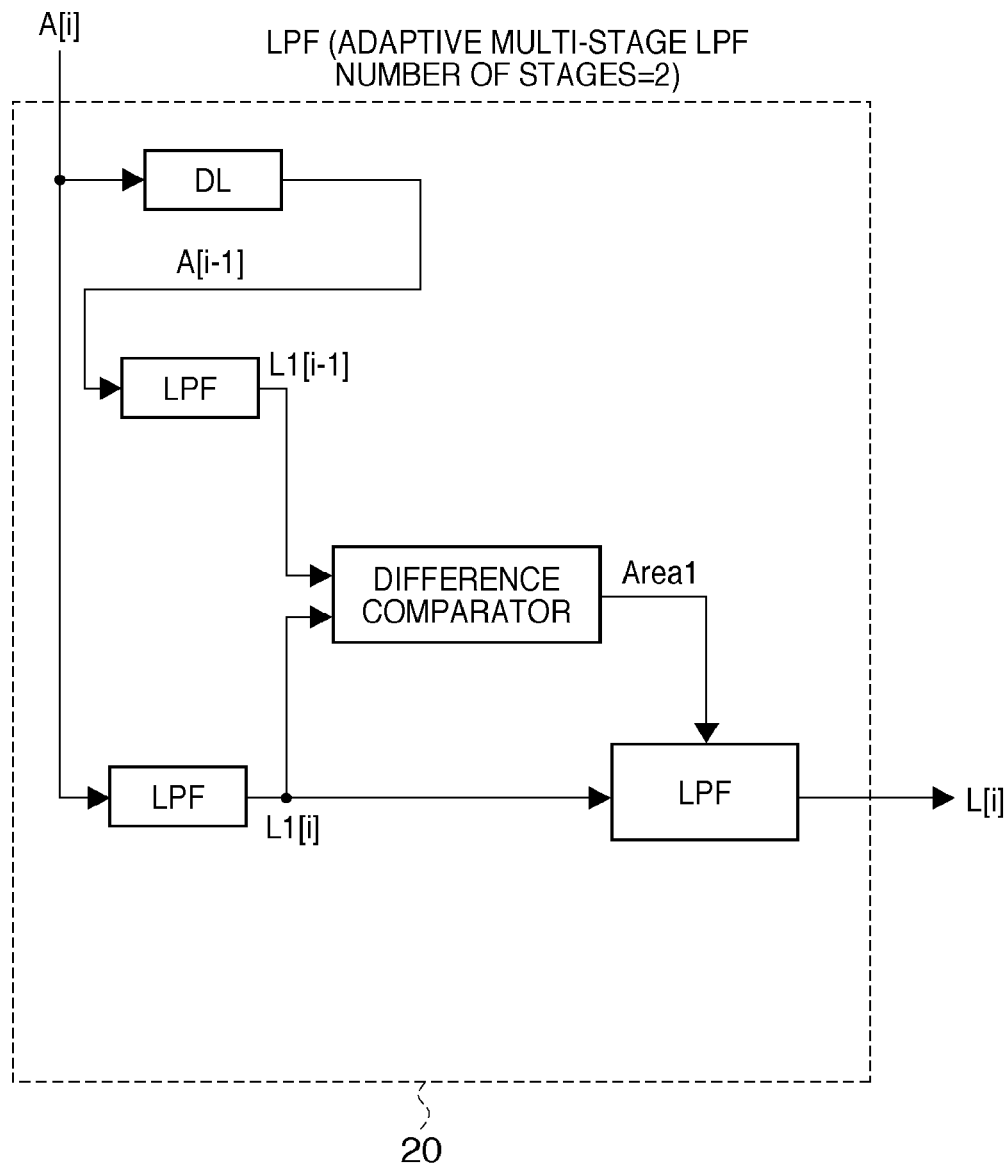 A[i]
LPF (ADAPTIVE MULTI-STAGE LPF
NUMBER OF STAGES=2)
DL
A[i-1]
LPF
L1[i-1]
DIFFERENCE
COMPARATOR
Area1
LPF
L1[i]
LPF
L[i]
20